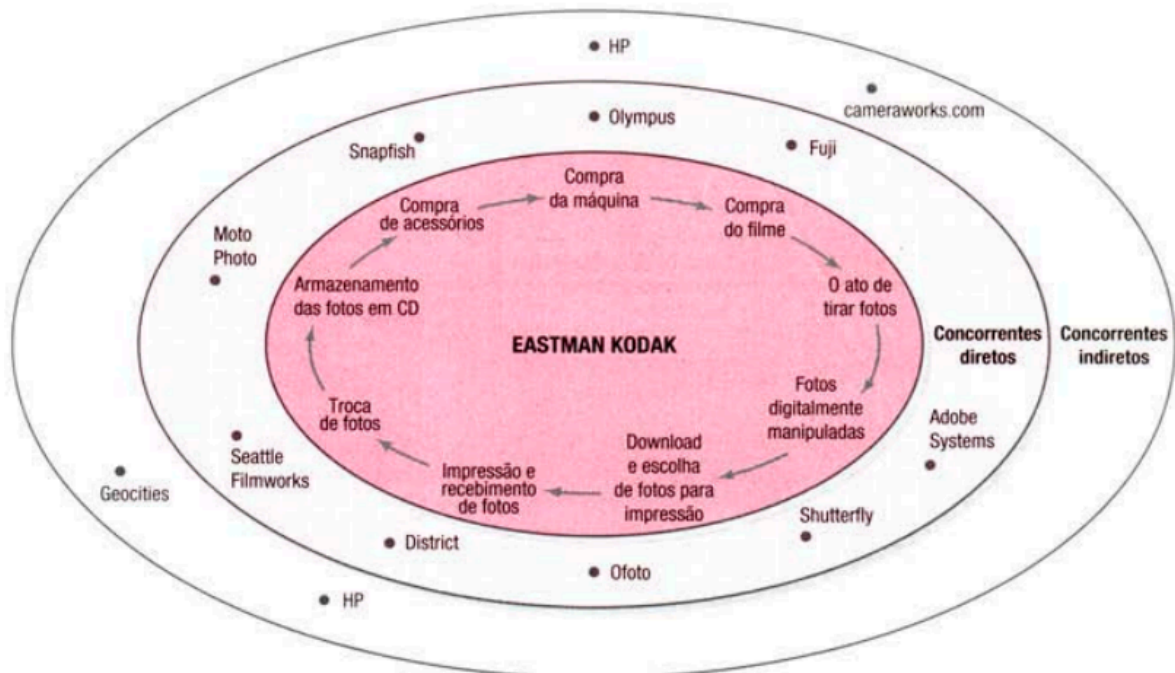 HP
cameraworks.com
Olympus
Snapfish
Fuji
Compra
da máquina
Compra
de acessórios
Compra
do filme
Moto
Photo
Armazenamento
das fotos em CD
O ato de
tirar fotos
EASTMAN KODAK
Concorrentes
diretos
Concorrentes
indiretos
Troca
de fotos
Fotos
digitalmente
manipuladas
Adobe
Systems
Seattle
Filmworks
Geocities
Impressão e
recebimento
de fotos
Download
e escolha
de fotos para
impressão
Shutterfly
District
Ofoto
HP